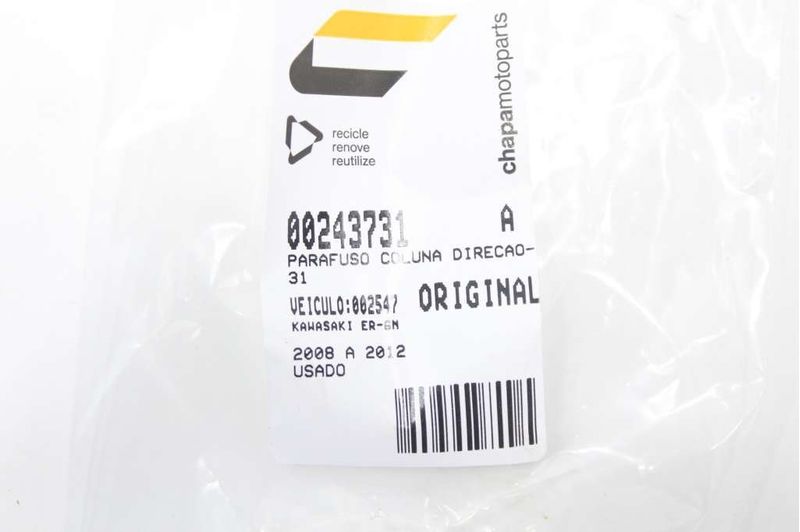 chapamotoparts
recicle
renove
reutilize
00243731 A
PARAFUSO COLUNA DIRECAO-
31
VEICULO:002547 ORIGINAL
KAWASAKI ER-6N
2008 A 2012
USADO